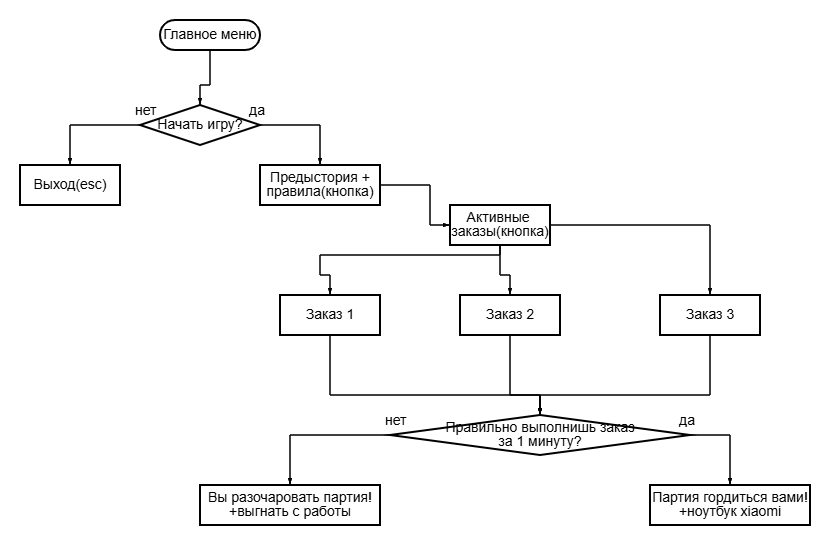 Главное меню
нет
да
Начать игру?
Выход(esc)
Предыстория +
правила(кнопка)
Активные
заказы(кнопка)
Заказ 1
Заказ 2
Заказ 3
нет
да
Правильно выполнишь заказ
за 1 минуту?
Вы разочаровать партия!
+выгнать с работы
Партия гордиться вами!
+ноутбук xiaomi